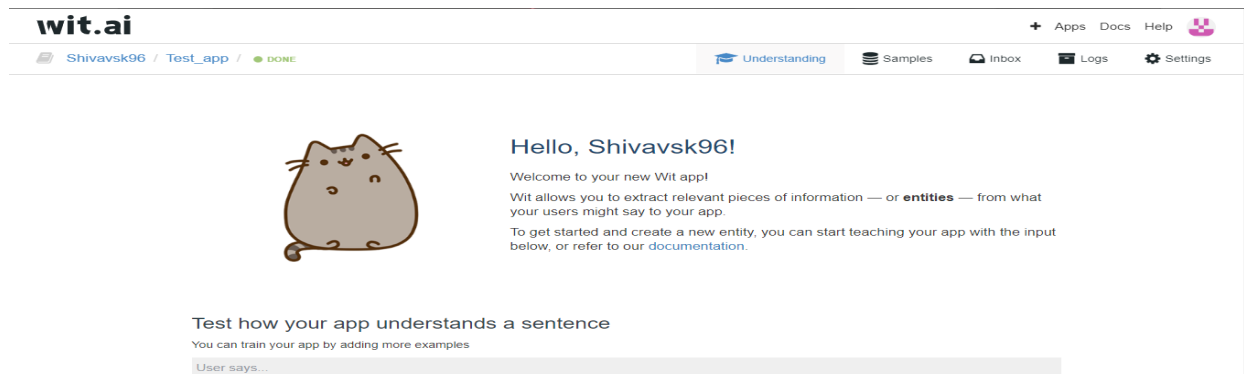 wit.ai
+ Apps Docs Help
Shivavsk96 / Test_app / DONE
Understanding Samples Inbox Logs Settings
Hello, Shivavsk96!
Welcome to your new Wit app!
Wit allows you to extract relevant pieces of information — or entities — from what
your users might say to your app.
To get started and create a new entity, you can start teaching your app with the input
below, or refer to our documentation.
Test how your app understands a sentence
You can train your app by adding more examples
User says...